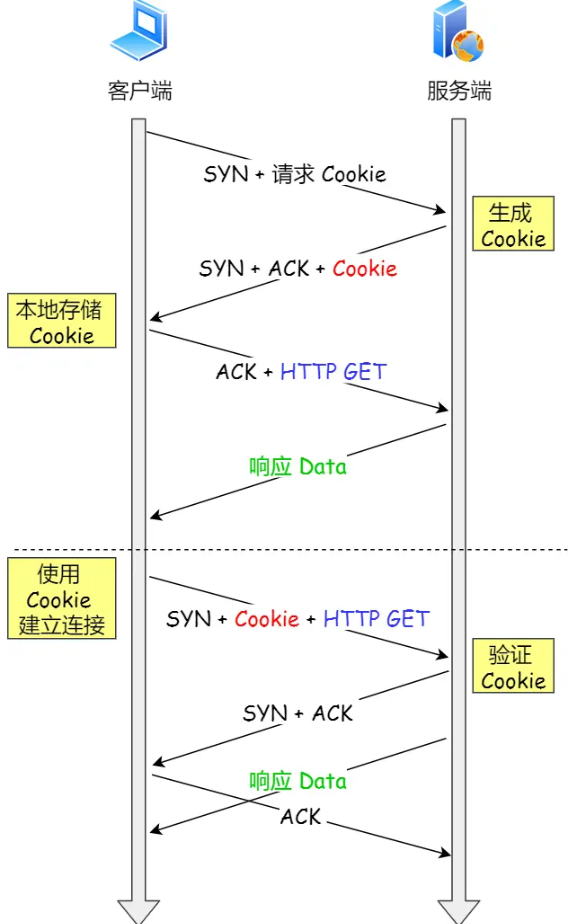 客户端
服务端
SYN + 请求 Cookie
生成
Cookie
SYN + ACK + Cookie
本地存储
Cookie
ACK + HTTP GET
响应 Data
使用
Cookie
建立连接
SYN + Cookie + HTTP GET
验证
Cookie
SYN + ACK
响应 Data
ACK